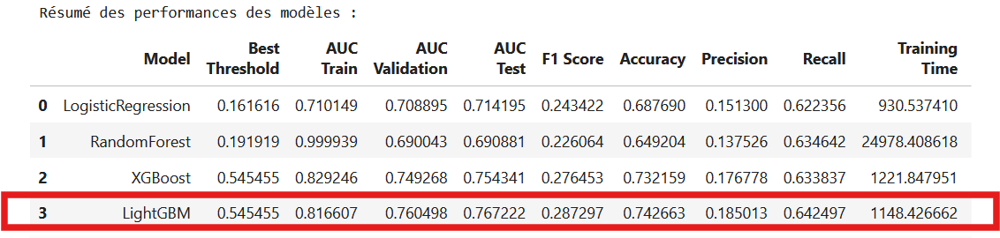 Résumé des performances des modèles :
Model Best Threshold AUC Train AUC Validation AUC Test F1 Score Accuracy Precision Recall Training Time
0 LogisticRegression 0.161616 0.710149 0.708895 0.714195 0.243422 0.687690 0.151300 0.622356 930.537410
1 RandomForest 0.191919 0.999939 0.690043 0.690881 0.226064 0.649204 0.137526 0.634642 24978.408618
2 XGBoost 0.545455 0.829246 0.749268 0.754341 0.276453 0.732159 0.176778 0.633837 1221.847951
3 LightGBM 0.545455 0.816607 0.760498 0.767222 0.287297 0.742663 0.185013 0.642497 1148.426662